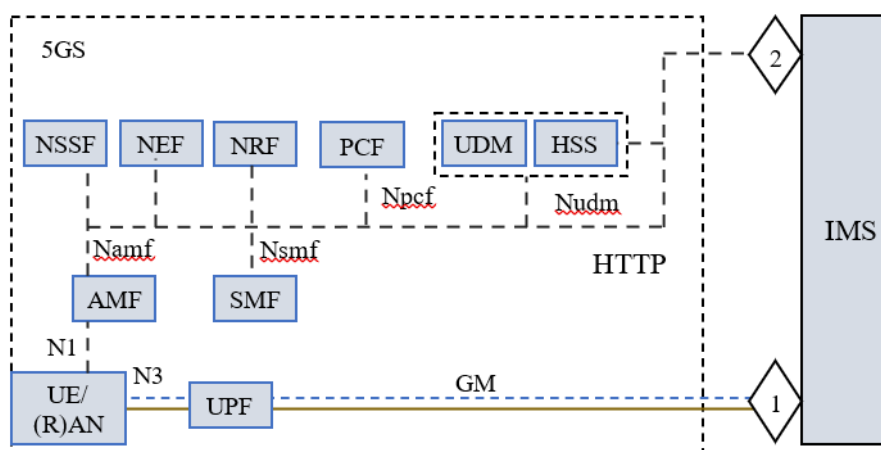 5GS
2
NSSF
NEF
NRF
PCF
UDM
HSS
Npcf
Nudm
IMS
Namf
Nsmf
HTTP
AMF
SMF
N1
N3
GM
UE/
(R)AN
UPF
1